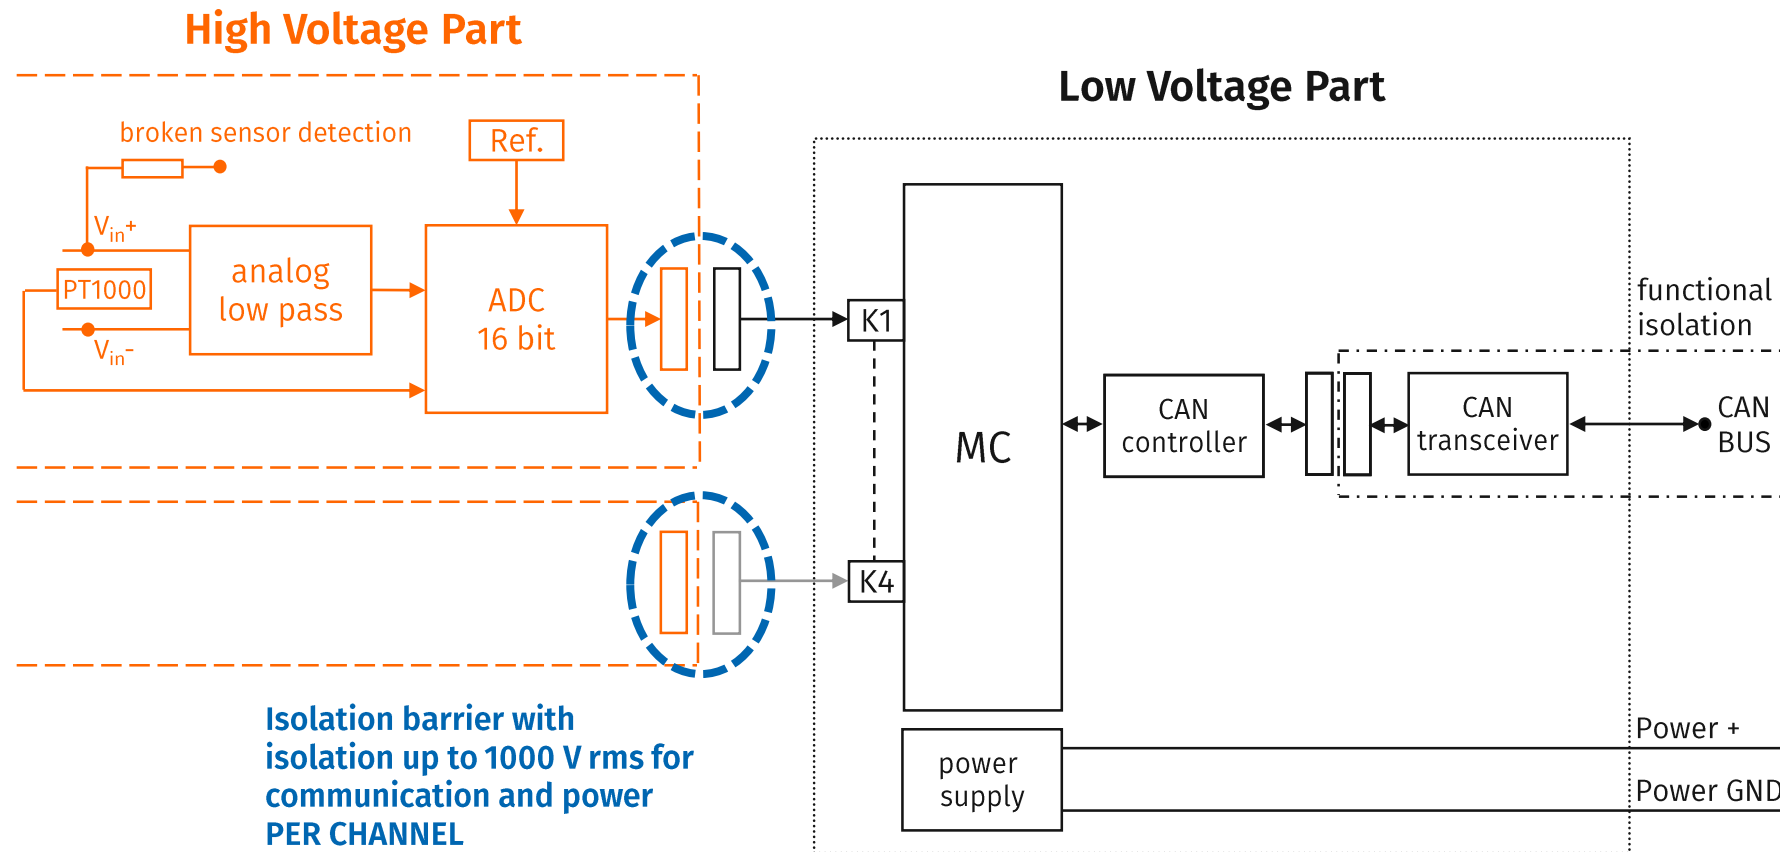 High Voltage Part
Low Voltage Part
broken sensor detection
Ref.
Vin+
PT1000
Vin-
analog
low pass
ADC
16 bit
K1
K4
MC
CAN
controller
CAN
transceiver
functional
isolation
CAN
BUS
Isolation barrier with
isolation up to 1000 V rms for
communication and power
PER CHANNEL
power
supply
Power +
Power GND